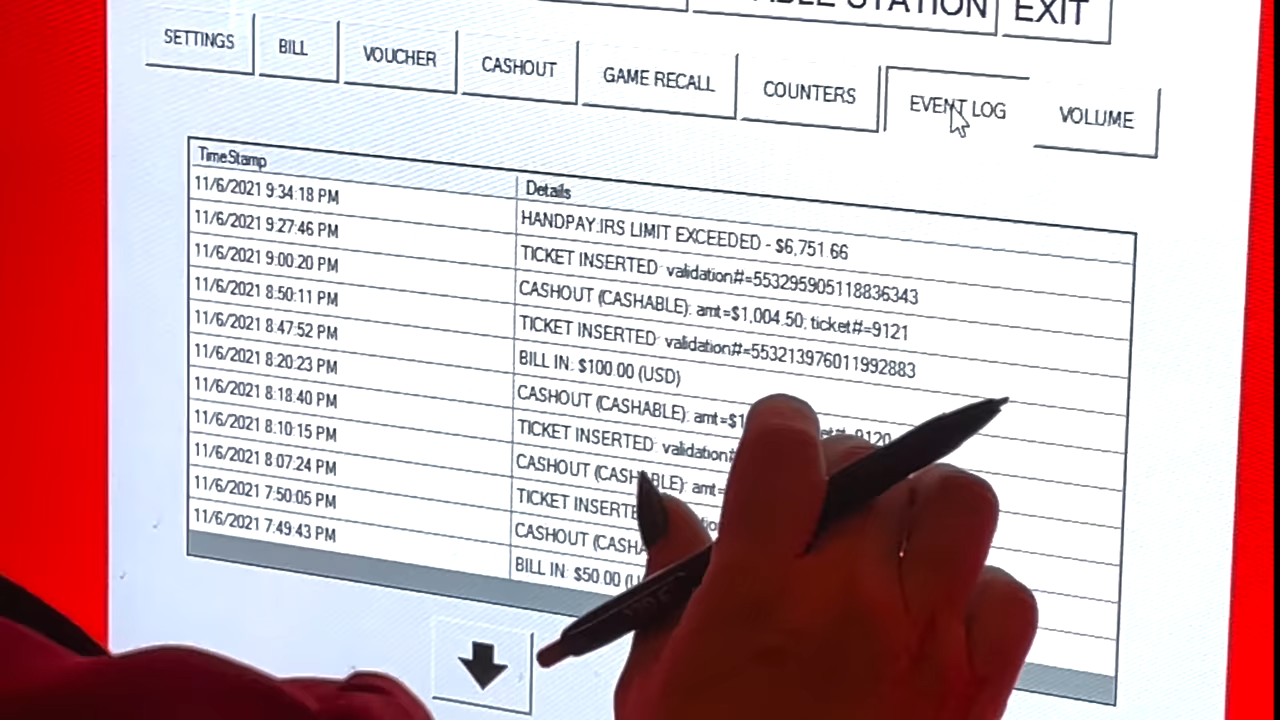 STATION EXIT
SETTINGS BILL VOUCHER CASHOUT GAME RECALL COUNTERS EVENT LOG VOLUME
TimeStamp Details
11/6/2021 9:34:18 PM HANDPAY:IRS LIMIT EXCEEDED - $6,751.66
11/6/2021 9:27:46 PM TICKET INSERTED: validation#=553295905118836343
11/6/2021 9:00:20 PM CASHOUT (CASHABLE): amt=$1,004.50; ticket#=9121
11/6/2021 8:50:11 PM TICKET INSERTED: validation#=553213976011992883
11/6/2021 8:47:52 PM BILL IN: $100.00 (USD)
11/6/2021 8:20:23 PM CASHOUT (CASHABLE): amt=$1 9120
11/6/2021 8:18:40 PM TICKET INSERTED: validation#
11/6/2021 8:10:15 PM CASHOUT (CASHABLE): amt=
11/6/2021 8:07:24 PM TICKET
11/6/2021 7:50:05 PM CASHOUT
11/6/2021 7:49:43 PM BILL IN: $50.00